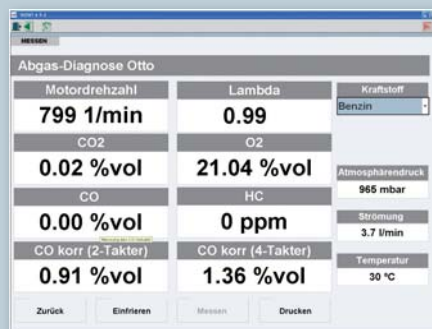 MESSEN
Abgas-Diagnose Otto
Motordrehzahl
799 1/min
Lambda
0.99
CO2
0.02 %vol
O2
21.04 %vol
CO
0.00 %vol
HC
0 ppm
CO korr (2-Takter)
0.91 %vol
CO korr (4-Takter)
1.36 %vol
Kraftstoff
Benzin
Atmosphärendruck
965 mbar
Strömung
3.7 l/min
Temperatur
30 ºC
Zurück
Einfrieren
Messen
Drucken